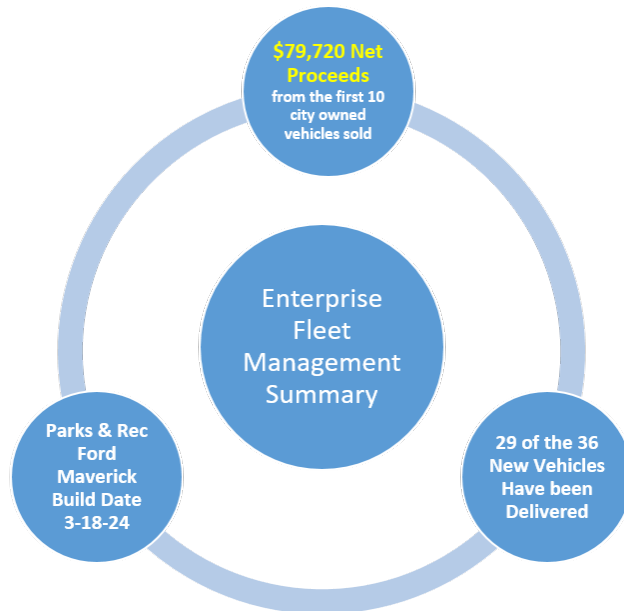 $79,720 Net
Proceeds
from the first 10
city owned
vehicles sold
Enterprise
Fleet
Management
Summary
Parks & Rec
Ford
Maverick
Build Date
3-18-24
29 of the 36
New Vehicles
Have been
Delivered